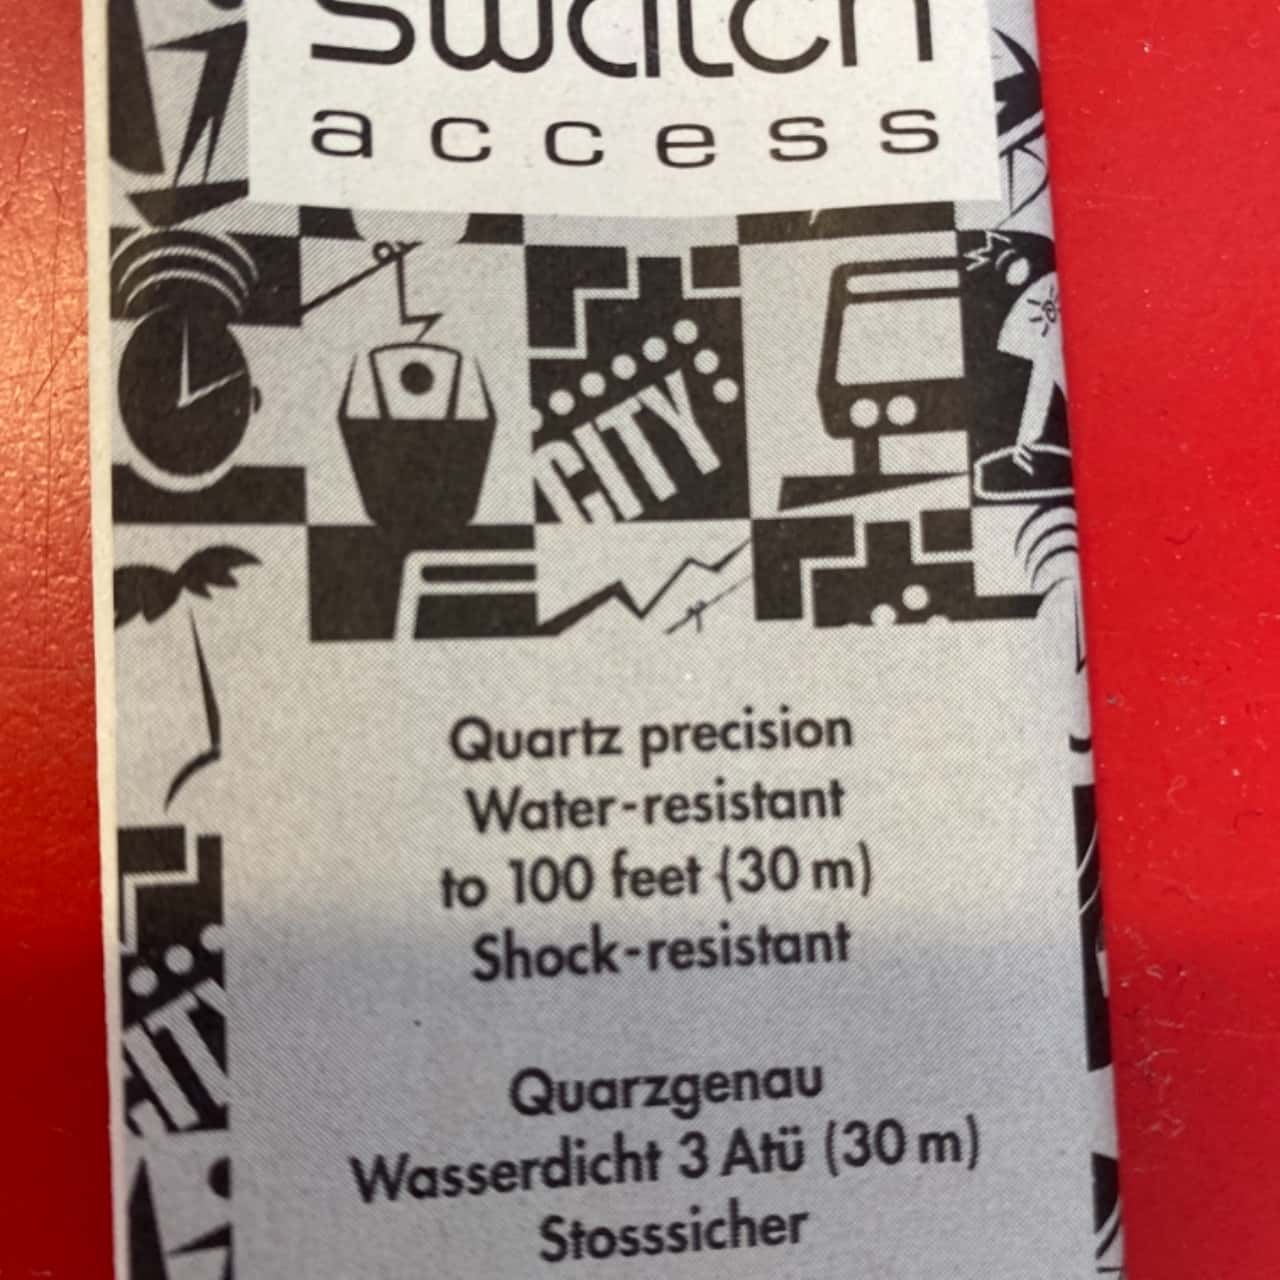 swatch
access
CITY
Quartz precision
Water-resistant
to 100 feet (30 m)
Shock-resistant
Quarzgenau
Wasserdicht 3 Atü (30 m)
Stosssicher